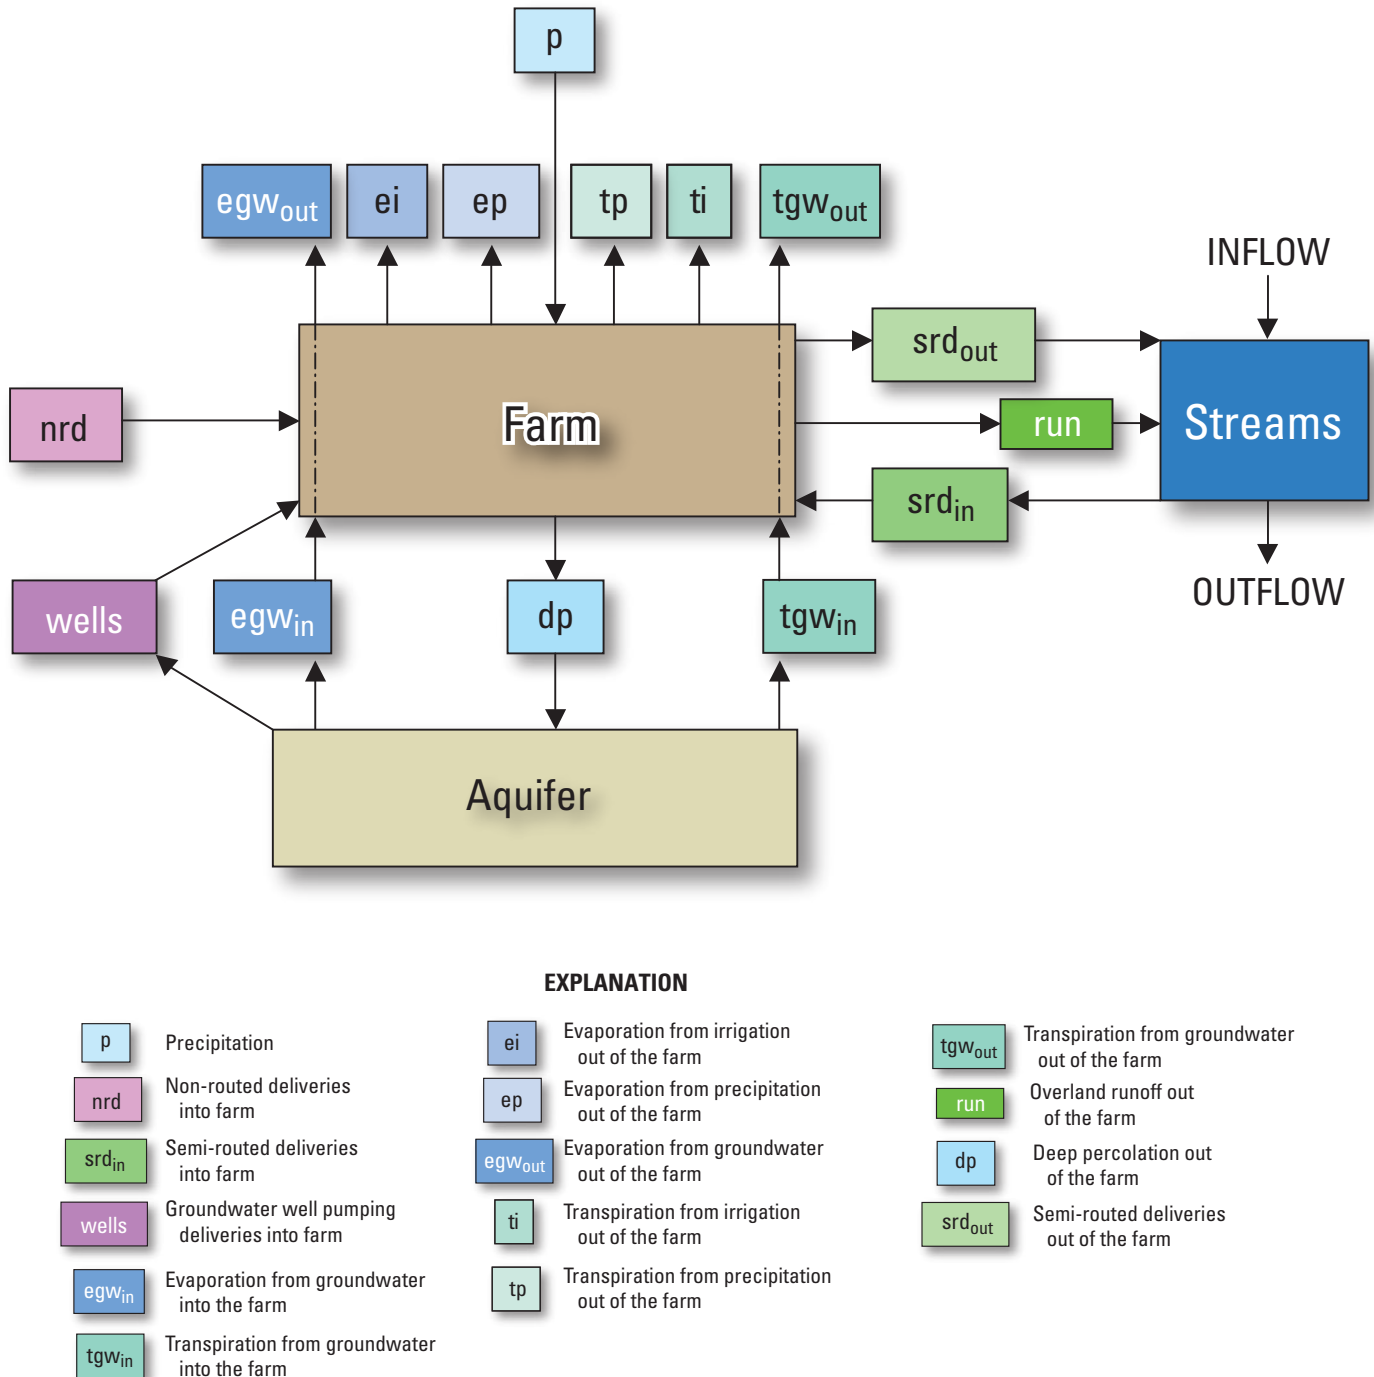 p
egwout
ei
ep
tp
ti
tgwout
INFLOW
srdout
nrd
Farm
run
Streams
srdin
wells
egwin
dp
tgwin
OUTFLOW
Aquifer
EXPLANATION
p
Precipitation
nrd
Non-routed deliveries
into farm
srdin
Semi-routed deliveries
into farm
wells
Groundwater well pumping
deliveries into farm
egwin
Evaporation from groundwater
into the farm
tgwin
Transpiration from groundwater
into the farm
ei
Evaporation from irrigation
out of the farm
ep
Evaporation from precipitation
out of the farm
egwout
Evaporation from groundwater
out of the farm
ti
Transpiration from irrigation
out of the farm
tp
Transpiration from precipitation
out of the farm
tgwout
Transpiration from groundwater
out of the farm
run
Overland runoff out
of the farm
dp
Deep percolation out
of the farm
srdout
Semi-routed deliveries
out of the farm